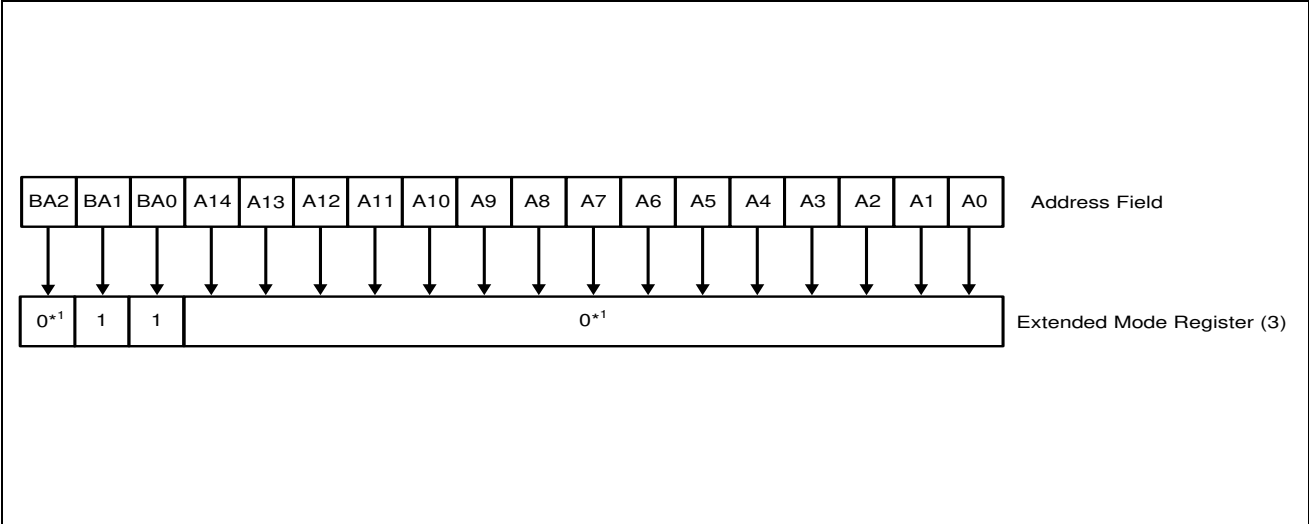 BA2 BA1 BA0 A14 A13 A12 A11 A10 A9 A8 A7 A6 A5 A4 A3 A2 A1 A0 Address Field
0*1 1 1 0*1 Extended Mode Register (3)